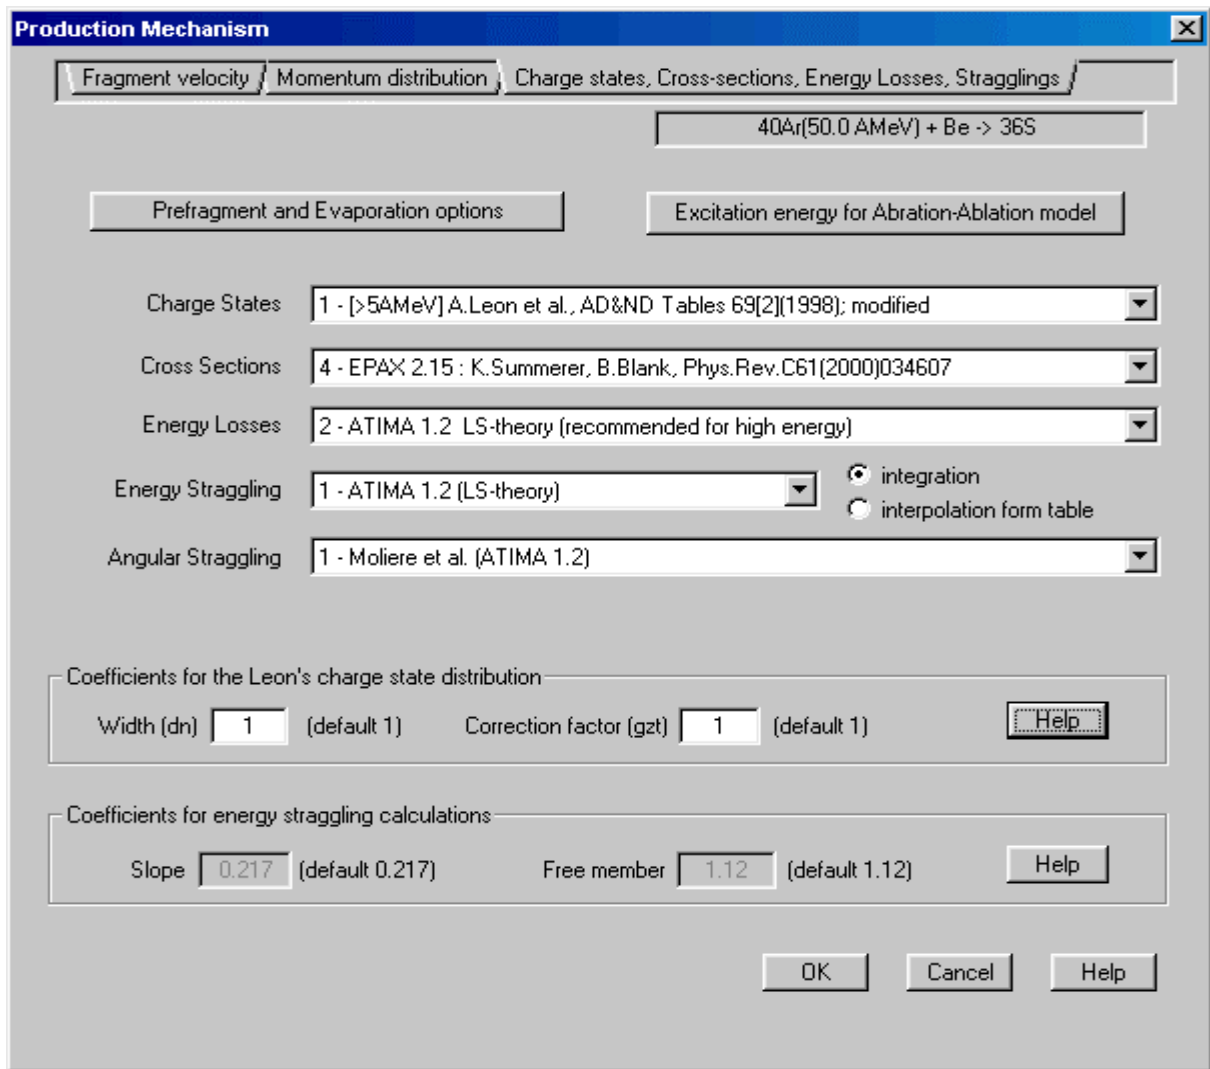 Production Mechanism
Fragment velocity Momentum distribution Charge states, Cross-sections, Energy Losses, Stragglings
40Ar(50.0 AMeV) + Be -> 36S
Prefragment and Evaporation options Excitation energy for Abration-Ablation model
Charge States 1 - [>5AMeV] A.Leon et al., AD&ND Tables 69[2](1998); modified
Cross Sections 4 - EPAX 2.15 : K.Summerer, B.Blank, Phys.Rev.C61(2000)034607
Energy Losses 2 - ATIMA 1.2 LS-theory (recommended for high energy)
Energy Straggling 1 - ATIMA 1.2 (LS-theory) integration
interpolation form table
Angular Straggling 1 - Moliere et al. (ATIMA 1.2)
Coefficients for the Leon's charge state distribution
Width (dn) 1 (default 1) Correction factor (gzt) 1 (default 1) Help
Coefficients for energy straggling calculations
Slope 0.217 (default 0.217) Free member 1.12 (default 1.12) Help
OK Cancel Help